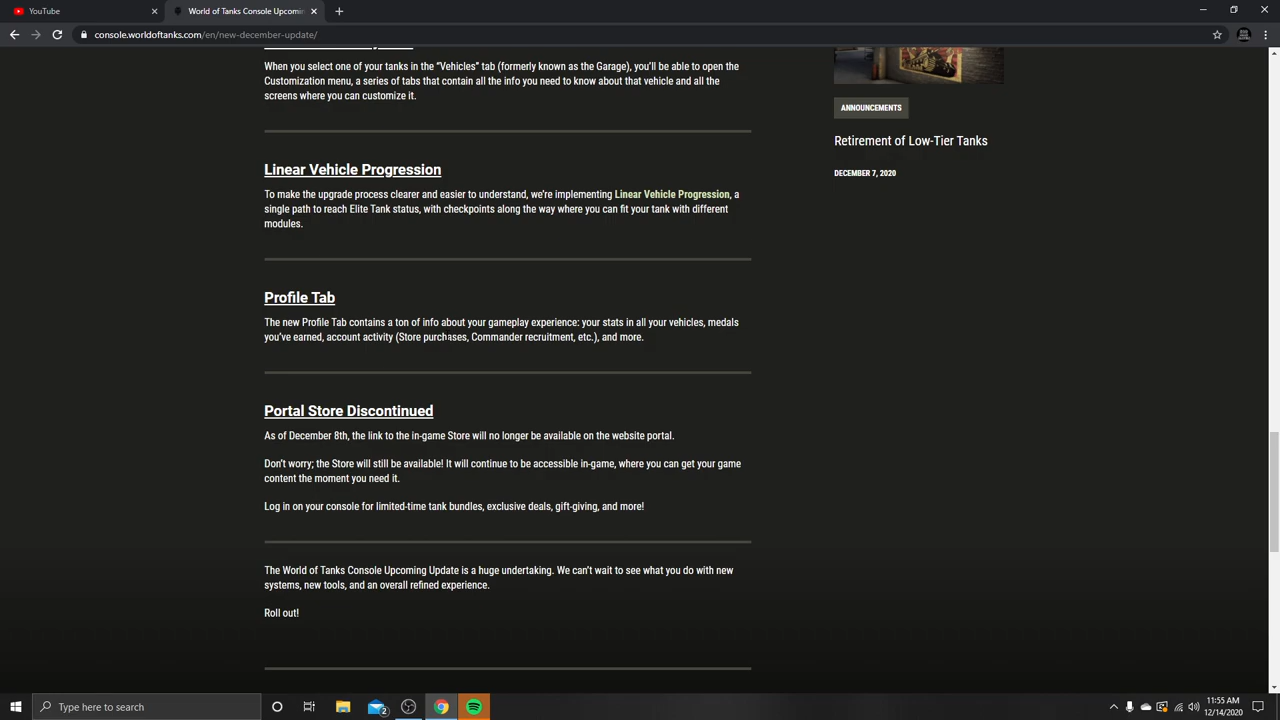 YouTube
World of Tanks Console Upcomin
console.worldoftanks.com/en/new-december-update/
When you select one of your tanks in the “Vehicles” tab (formerly known as the Garage), you’ll be able to open the
Customization menu, a series of tabs that contain all the info you need to know about that vehicle and all the
screens where you can customize it.
Linear Vehicle Progression
To make the upgrade process clearer and easier to understand, we’re implementing Linear Vehicle Progression, a
single path to reach Elite Tank status, with checkpoints along the way where you can fit your tank with different
modules.
Profile Tab
The new Profile Tab contains a ton of info about your gameplay experience: your stats in all your vehicles, medals
you’ve earned, account activity (Store purchases, Commander recruitment, etc.), and more.
Portal Store Discontinued
As of December 8th, the link to the in-game Store will no longer be available on the website portal.
Don’t worry; the Store will still be available! It will continue to be accessible in-game, where you can get your game
content the moment you need it.
Log in on your console for limited-time tank bundles, exclusive deals, gift-giving, and more!
The World of Tanks Console Upcoming Update is a huge undertaking. We can’t wait to see what you do with new
systems, new tools, and an overall refined experience.
Roll out!
ANNOUNCEMENTS
Retirement of Low-Tier Tanks
DECEMBER 7, 2020
Type here to search
2
11:55 AM
12/14/2020